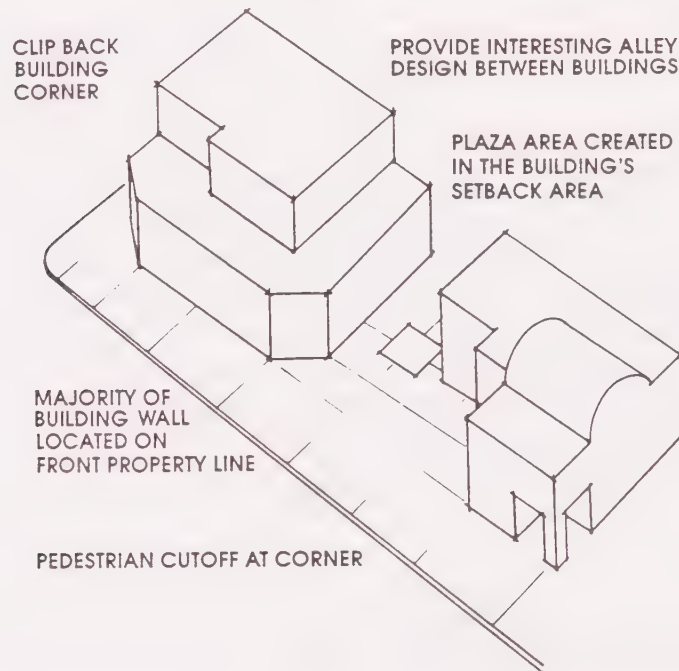 CLIP BACK
BUILDING
CORNER
PROVIDE INTERESTING ALLEY
DESIGN BETWEEN BUILDINGS
PLAZA AREA CREATED
IN THE BUILDING'S
SETBACK AREA
MAJORITY OF
BUILDING WALL
LOCATED ON
FRONT PROPERTY LINE
PEDESTRIAN CUTOFF AT CORNER